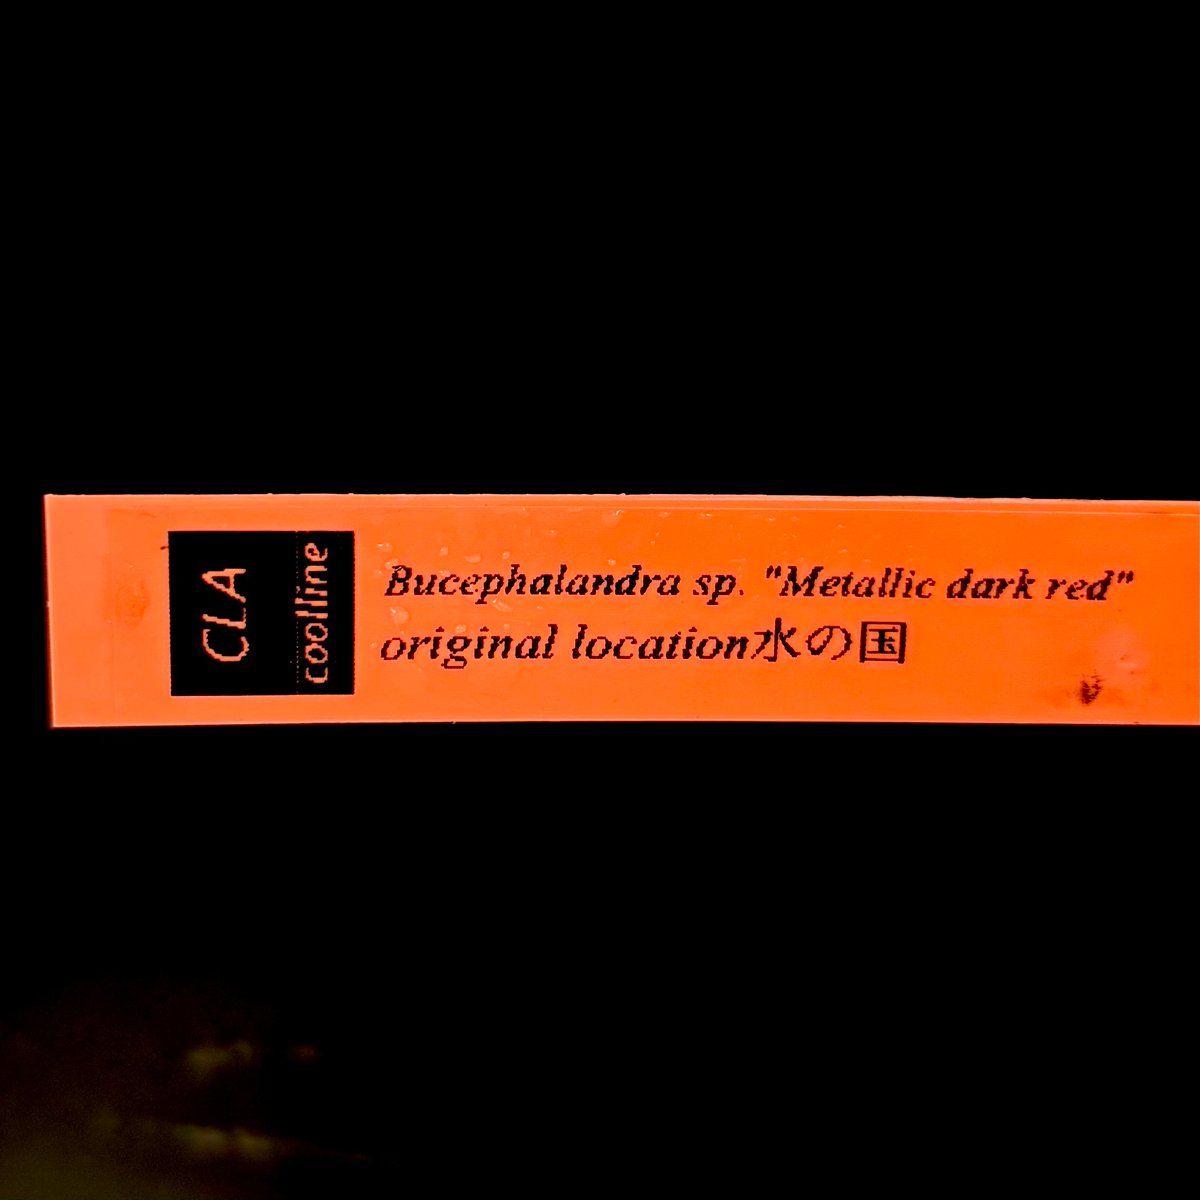 CLA
coolline
Bucephalandra sp. "Metallic dark red"
original location水の国